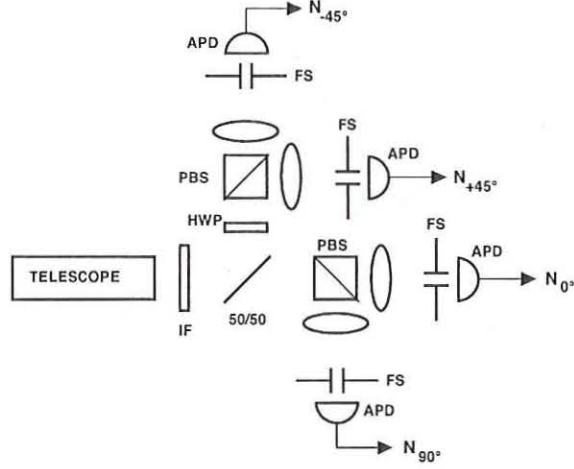 N-45°
APD
FS
FS
APD
PBS
N+45°
HWP
FS
PBS
APD
TELESCOPE
N0°
IF
50/50
FS
APD
N90°